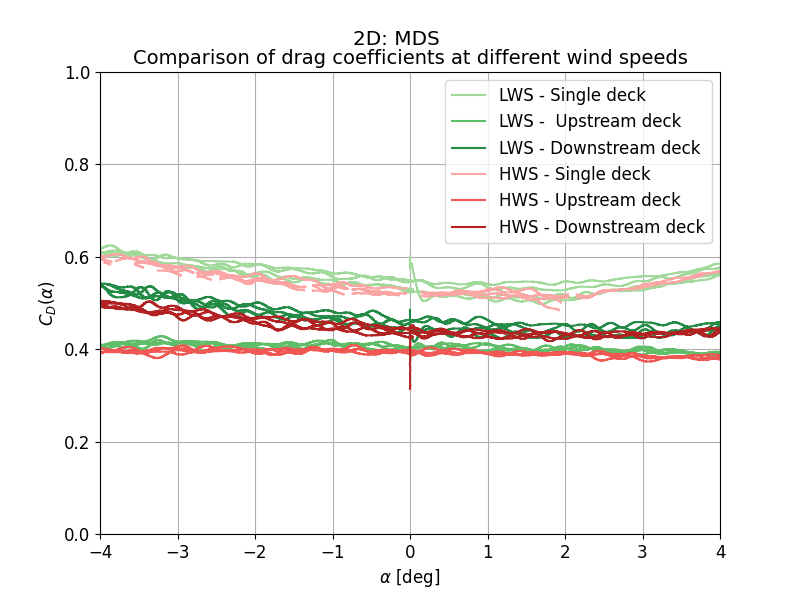 2D: MDS
Comparison of drag coefficients at different wind speeds
1.0
0.8
0.6
0.4
0.2
0.0
C_D(α)
LWS - Single deck
LWS -  Upstream deck
LWS - Downstream deck
HWS - Single deck
HWS - Upstream deck
HWS - Downstream deck
−4 −3 −2 −1 0 1 2 3 4
α [deg]